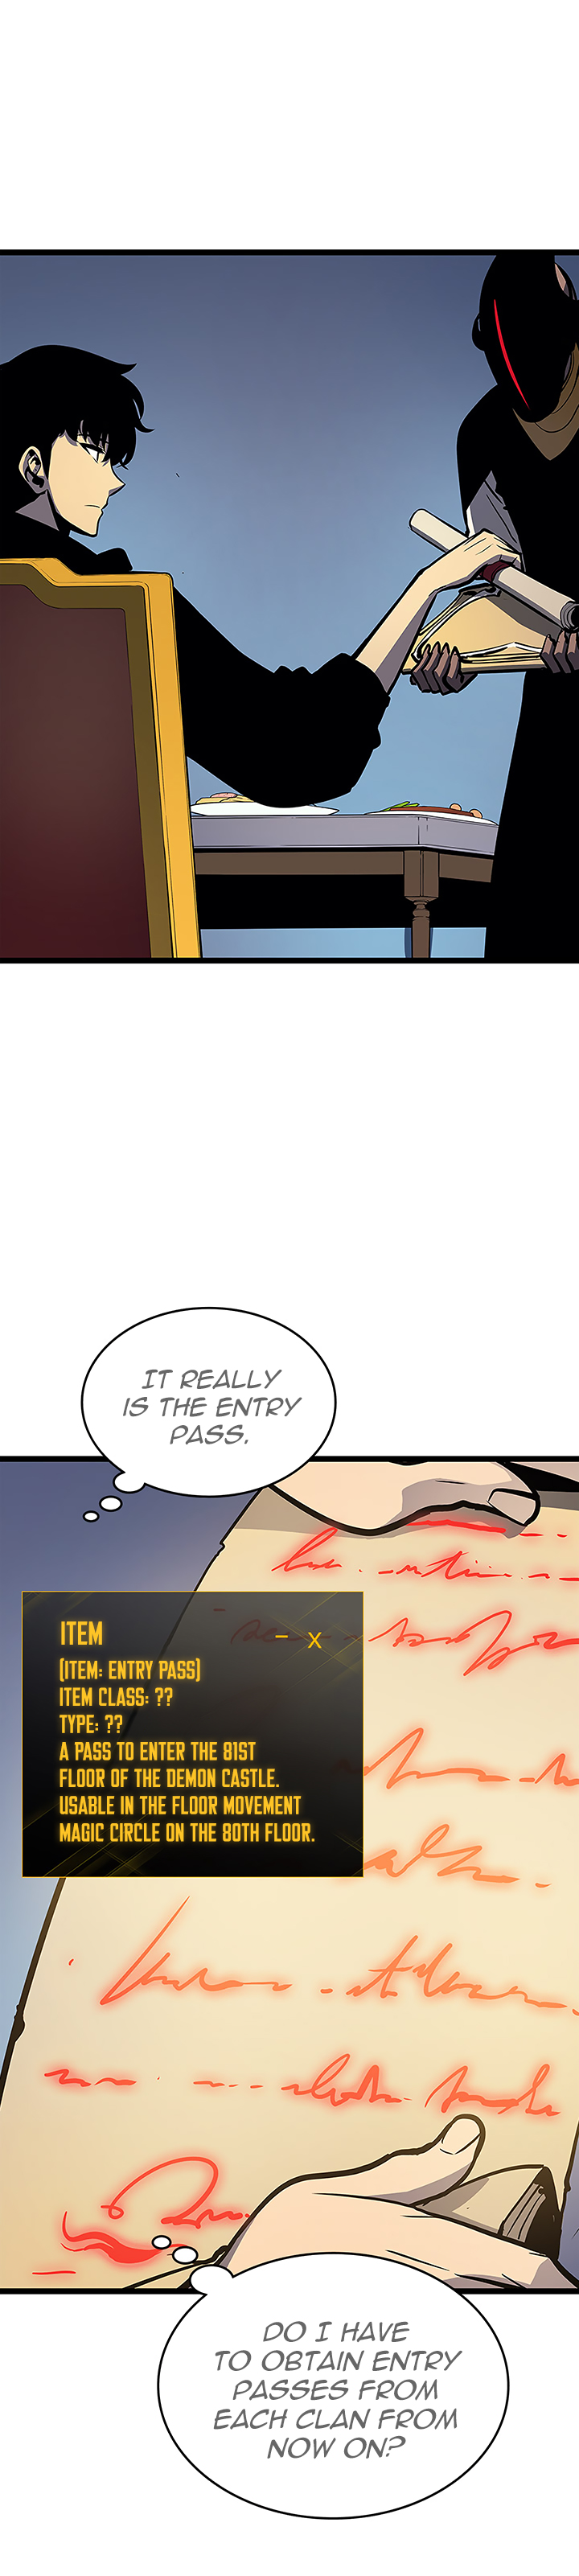 IT REALLY
IS THE ENTRY
PASS.
ITEM
- X
[ITEM: ENTRY PASS]
ITEM CLASS: ??
TYPE: ??
A PASS TO ENTER THE 81ST
FLOOR OF THE DEMON CASTLE.
USABLE IN THE FLOOR MOVEMENT
MAGIC CIRCLE ON THE 80TH FLOOR.
DO I HAVE
TO OBTAIN ENTRY
PASSES FROM
EACH CLAN FROM
NOW ON?